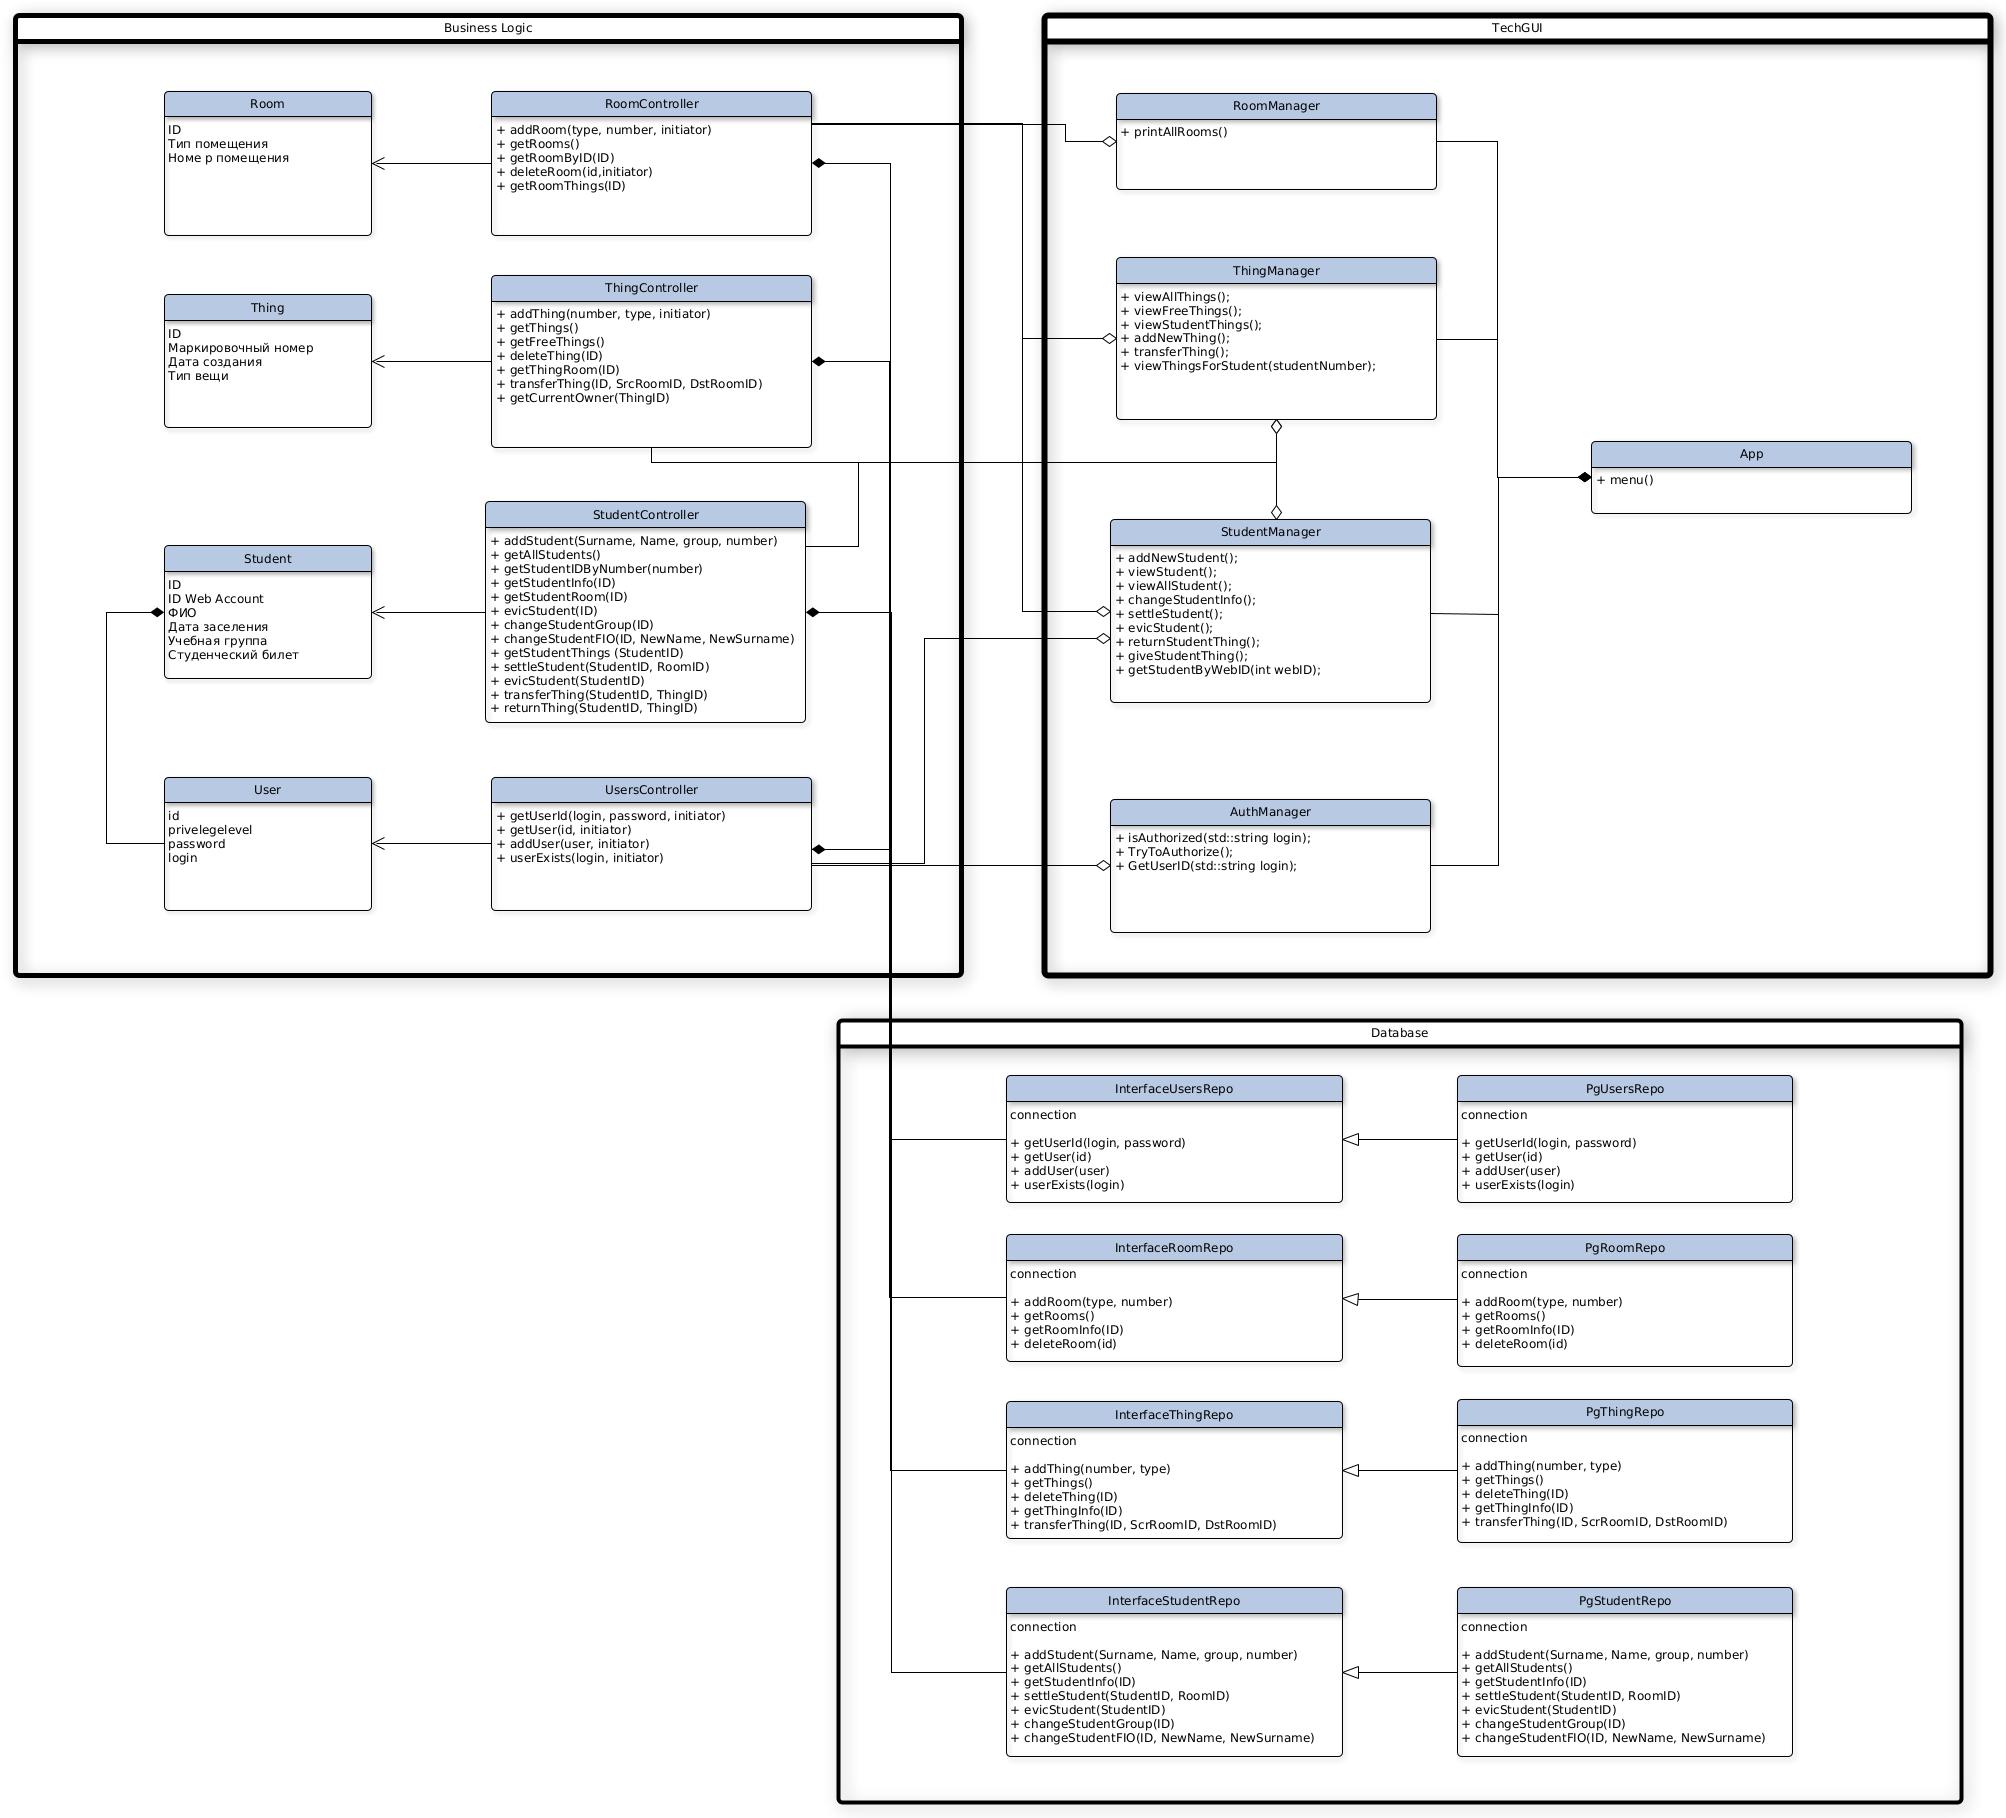 Business Logic
Room
ID
Тип помещения
Номе р помещения
RoomController
+ addRoom(type, number, initiator)
+ getRooms()
+ getRoomByID(ID)
+ deleteRoom(id,initiator)
+ getRoomThings(ID)
Thing
ID
Маркировочный номер
Дата создания
Тип вещи
ThingController
+ addThing(number, type, initiator)
+ getThings()
+ getFreeThings()
+ deleteThing(ID)
+ getThingRoom(ID)
+ transferThing(ID, SrcRoomID, DstRoomID)
+ getCurrentOwner(ThingID)
Student
ID
ID Web Account
ФИО
Дата заселения
Учебная группа
Студенческий билет
StudentController
+ addStudent(Surname, Name, group, number)
+ getAllStudents()
+ getStudentIDByNumber(number)
+ getStudentInfo(ID)
+ getStudentRoom(ID)
+ evicStudent(ID)
+ changeStudentGroup(ID)
+ changeStudentFIO(ID, NewName, NewSurname)
+ getStudentThings (StudentID)
+ settleStudent(StudentID, RoomID)
+ evicStudent(StudentID)
+ transferThing(StudentID, ThingID)
+ returnThing(StudentID, ThingID)
User
id
privelegelevel
password
login
UsersController
+ getUserId(login, password, initiator)
+ getUser(id, initiator)
+ addUser(user, initiator)
+ userExists(login, initiator)
TechGUI
RoomManager
+ printAllRooms()
ThingManager
+ viewAllThings();
+ viewFreeThings();
+ viewStudentThings();
+ addNewThing();
+ transferThing();
+ viewThingsForStudent(studentNumber);
App
+ menu()
StudentManager
+ addNewStudent();
+ viewStudent();
+ viewAllStudent();
+ changeStudentInfo();
+ settleStudent();
+ evicStudent();
+ returnStudentThing();
+ giveStudentThing();
+ getStudentByWebID(int webID);
AuthManager
+ isAuthorized(std::string login);
+ TryToAuthorize();
+ GetUserID(std::string login);
Database
InterfaceUsersRepo
connection
+ getUserId(login, password)
+ getUser(id)
+ addUser(user)
+ userExists(login)
PgUsersRepo
connection
+ getUserId(login, password)
+ getUser(id)
+ addUser(user)
+ userExists(login)
InterfaceRoomRepo
connection
+ addRoom(type, number)
+ getRooms()
+ getRoomInfo(ID)
+ deleteRoom(id)
PgRoomRepo
connection
+ addRoom(type, number)
+ getRooms()
+ getRoomInfo(ID)
+ deleteRoom(id)
InterfaceThingRepo
connection
+ addThing(number, type)
+ getThings()
+ deleteThing(ID)
+ getThingInfo(ID)
+ transferThing(ID, ScrRoomID, DstRoomID)
PgThingRepo
connection
+ addThing(number, type)
+ getThings()
+ deleteThing(ID)
+ getThingInfo(ID)
+ transferThing(ID, ScrRoomID, DstRoomID)
InterfaceStudentRepo
connection
+ addStudent(Surname, Name, group, number)
+ getAllStudents()
+ getStudentInfo(ID)
+ settleStudent(StudentID, RoomID)
+ evicStudent(StudentID)
+ changeStudentGroup(ID)
+ changeStudentFIO(ID, NewName, NewSurname)
PgStudentRepo
connection
+ addStudent(Surname, Name, group, number)
+ getAllStudents()
+ getStudentInfo(ID)
+ settleStudent(StudentID, RoomID)
+ evicStudent(StudentID)
+ changeStudentGroup(ID)
+ changeStudentFIO(ID, NewName, NewSurname)